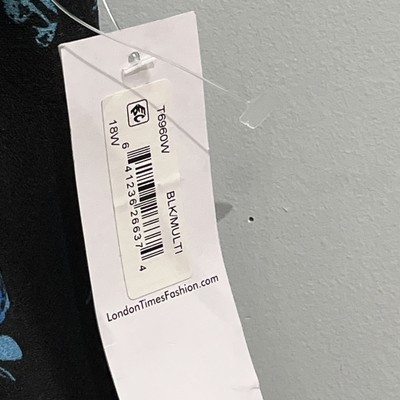 T6960W
BLK/MULTI
18W
6 41236 26637 4
LondonTimesFashion.com